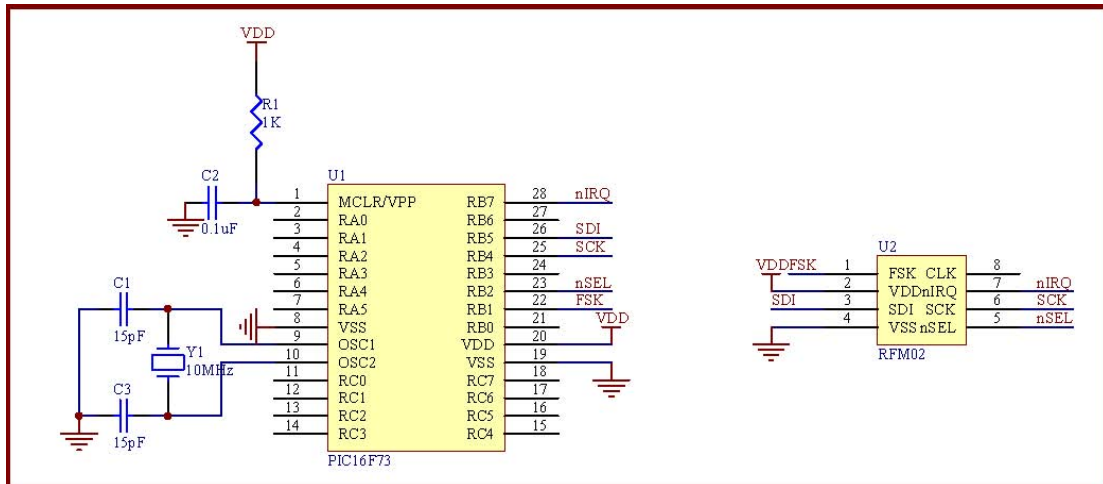 VDD
R1
1K
C2
0.1uF
C1
15pF
Y1
10MHz
C3
15pF
U1
1 MCLR/VPP RB7 28 nIRQ
2 RA0 RB6 27
3 RA1 RB5 26 SDI
4 RA2 RB4 25 SCK
5 RA3 RB3 24
6 RA4 RB2 23 nSEL
7 RA5 RB1 22 FSK
8 VSS RB0 21
VDD
9 OSC1 VDD 20
10 OSC2 VSS 19
11 RC0 RC7 18
12 RC1 RC6 17
13 RC2 RC5 16
14 RC3 RC4 15
PIC16F73
U2
VDD FSK 1 FSK CLK 8
2 VDD nIRQ 7 nIRQ
SDI 3 SDI SCK 6 SCK
4 VSS nSEL 5 nSEL
RFM02